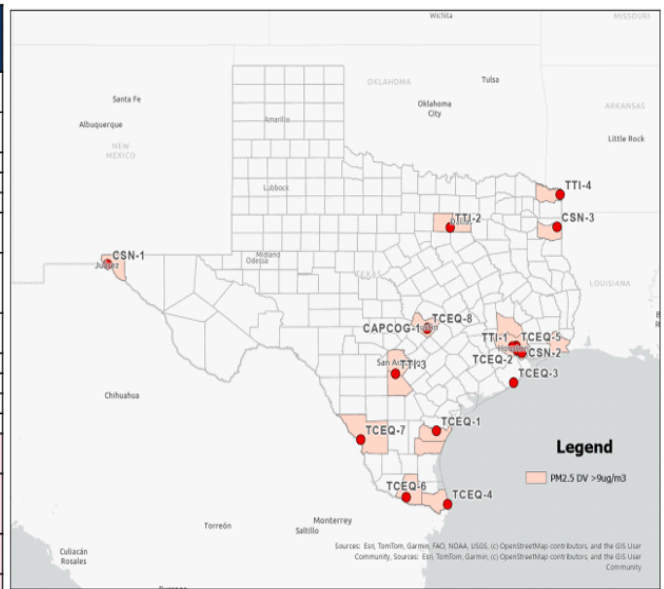 Wichita
MISSOURI
OKLAHOMA
Tulsa
Santa Fe
Amarillo
Oklahoma
City
ARKANSAS
Albuquerque
Little Rock
NEW
MEXICO
Lubbock
TTI-4
TTI-2
CSN-3
CSN-1
Juárez
Midland
Odessa
TEXAS
LOUISIANA
TCEQ-8
CAPCOG-1
TTI-1
TCEQ-5
TCEQ-2
CSN-2
San Antonio
TTI-3
TCEQ-3
Chihuahua
TCEQ-1
TCEQ-7
Legend
PM2.5 DV >9ug/m3
TCEQ-6
TCEQ-4
Monterrey
Torreón
Saltillo
Culiacán
Rosales
Durango
Sources: Esri, TomTom, Garmin, FAO, NOAA, USGS, (c) OpenStreetMap contributors, and the GIS User
Community, Sources: Esri, TomTom, Garmin, (c) OpenStreetMap contributors, and the GIS User
Community